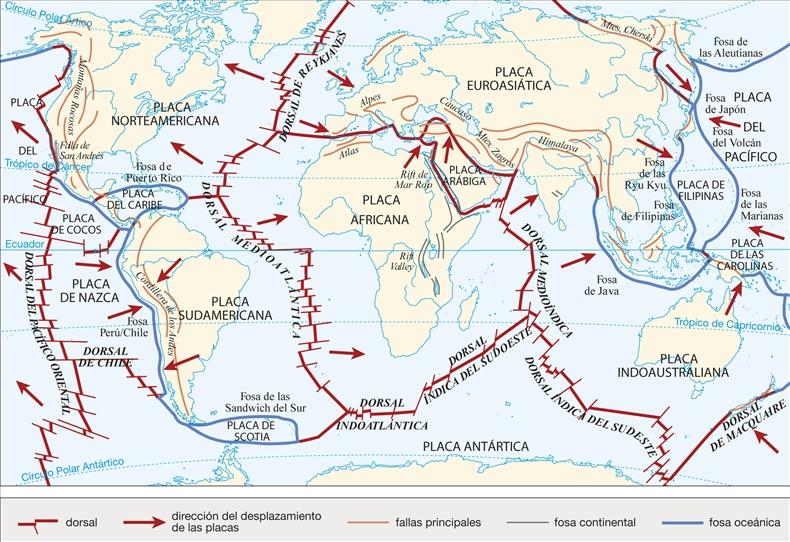 Círculo Polar Ártico
Mtes. Cherski
Fosa de
las Aleutianas
DORSAL DE REYKJANES
PLACA
EUROASIÁTICA
Montañas Rocosas
PLACA
NORTEAMERICANA
Alpes
Caucaso
Mtes. Zagros
Himalaya
Fosa
de Japón
Fosa
del Volcán
PLACA
DEL
PACÍFICO
PLACA
DEL
PACÍFICO
Falla de
San Andrés
Trópico de Cáncer
Atlas
Rift de
Mar Rojo
PLACA
ARÁBIGA
Fosa de
Puerto Rico
PLACA
DEL CARIBE
PLACA
DE COCOS
Fosa
de las
Ryu Kyu
Fosa
de Filipinas
PLACA DE
FILIPINAS
Fosa
de las
Marianas
DORSAL MEDIOATLÁNTICA
PLACA
AFRICANA
Rift
Valley
Ecuador
PLACA
DE LAS
CAROLINAS
DORSAL DEL PACÍFICO ORIENTAL
PLACA
DE NAZCA
Cordillera de los Andes
Fosa
Perú/Chile
PLACA
SUDAMERICANA
DORSAL MEDIOÍNDICA
Fosa
de Java
Trópico de Capricornio
DORSAL
DE CHILE
DORSAL
ÍNDICA DEL SUDOESTE
PLACA
INDOAUSTRALIANA
DORSAL ÍNDICA DEL SUDESTE
Fosa de las
Sandwich del Sur
PLACA DE
SCOTIA
DORSAL
INDOATLÁNTICA
DORSAL
DE MACQUAIRE
PLACA ANTÁRTICA
Círculo Polar Antártico
dorsal
dirección del desplazamiento
de las placas
fallas principales
fosa continental
fosa oceánica